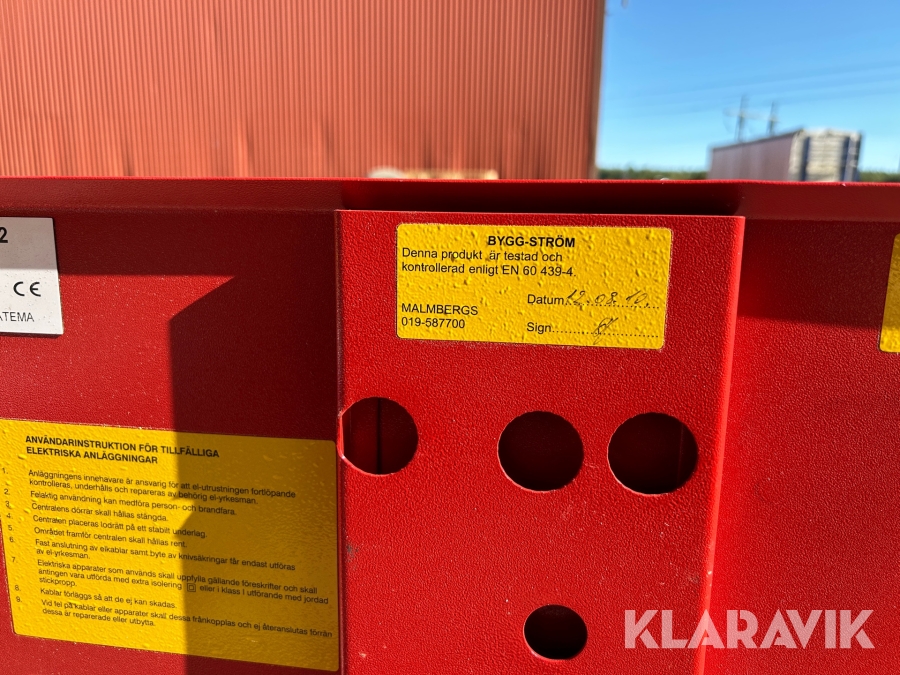 2
CE
ATEMA
BYGG-STRÖM
Denna produkt är testad och
kontrollerad enligt EN 60 439-4.
Datum: 12.08.10.
MALMBERGS
019-587700
Sign.
ANVÄNDARINSTRUKTION FÖR TILLFÄLLIGA
ELEKTRISKA ANLÄGGNINGAR
1. Anläggningens innehavare är ansvarig för att el-utrustningen fortlöpande
kontrolleras, underhålls och repareras av behörig el-yrkesman.
2. Felaktig användning kan medföra person- och brandfara.
3. Centralens dörrar skall hållas stängda.
4. Centralen placeras lodrätt på ett stabilt underlag.
5. Området framför centralen skall hållas rent.
6. Fast anslutning av elkablar samt byte av knivsäkringar får endast utföras
av el-yrkesman.
7. Elektriska apparater som används skall uppfylla gällande föreskrifter och skall
antingen vara utförda med extra isolering eller i klass I utförande med jordad
stickpropp.
8. Kablar förläggs så att de ej kan skadas.
9. Vid fel på kablar eller apparater skall dessa frånkopplas och ej återanslutas förrän
dessa är reparerade eller utbytta.
KLARAVIK